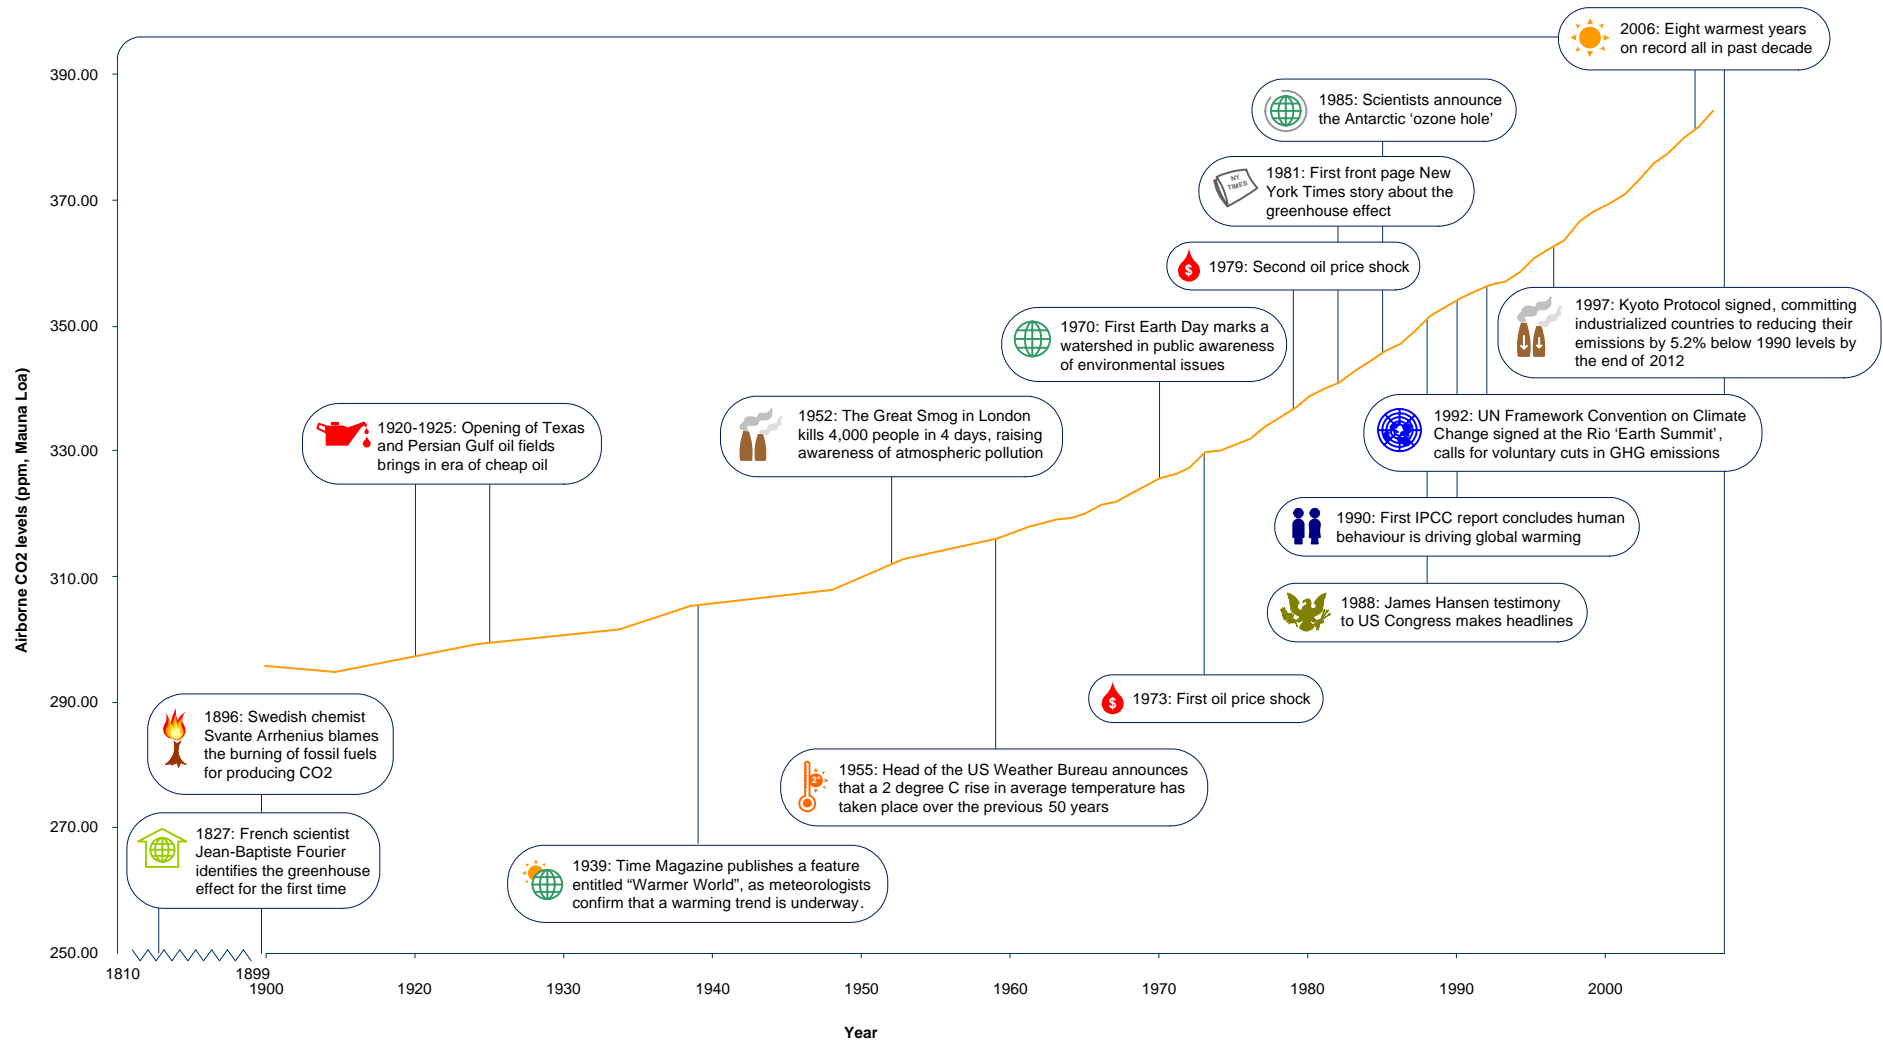 2006: Eight warmest years
on record all in past decade
390.00
1985: Scientists announce
the Antarctic ‘ozone hole’
1981: First front page New
York Times story about the
greenhouse effect
NY
TIMES
370.00
$
1979: Second oil price shock
1997: Kyoto Protocol signed, committing
industrialized countries to reducing their
emissions by 5.2% below 1990 levels by
the end of 2012
350.00
1970: First Earth Day marks a
watershed in public awareness
of environmental issues
Airborne CO2 levels (ppm, Mauna Loa)
1920-1925: Opening of Texas
and Persian Gulf oil fields
brings in era of cheap oil
1952: The Great Smog in London
kills 4,000 people in 4 days, raising
awareness of atmospheric pollution
1992: UN Framework Convention on Climate
Change signed at the Rio ‘Earth Summit’,
calls for voluntary cuts in GHG emissions
330.00
1990: First IPCC report concludes human
behaviour is driving global warming
310.00
1988: James Hansen testimony
to US Congress makes headlines
290.00
$
1973: First oil price shock
1896: Swedish chemist
Svante Arrhenius blames
the burning of fossil fuels
for producing CO2
2°
1955: Head of the US Weather Bureau announces
that a 2 degree C rise in average temperature has
taken place over the previous 50 years
270.00
1827: French scientist
Jean-Baptiste Fourier
identifies the greenhouse
effect for the first time
1939: Time Magazine publishes a feature
entitled “Warmer World”, as meteorologists
confirm that a warming trend is underway.
250.00
1810
1899
1900
1920
1930
1940
1950
1960
1970
1980
1990
2000
Year